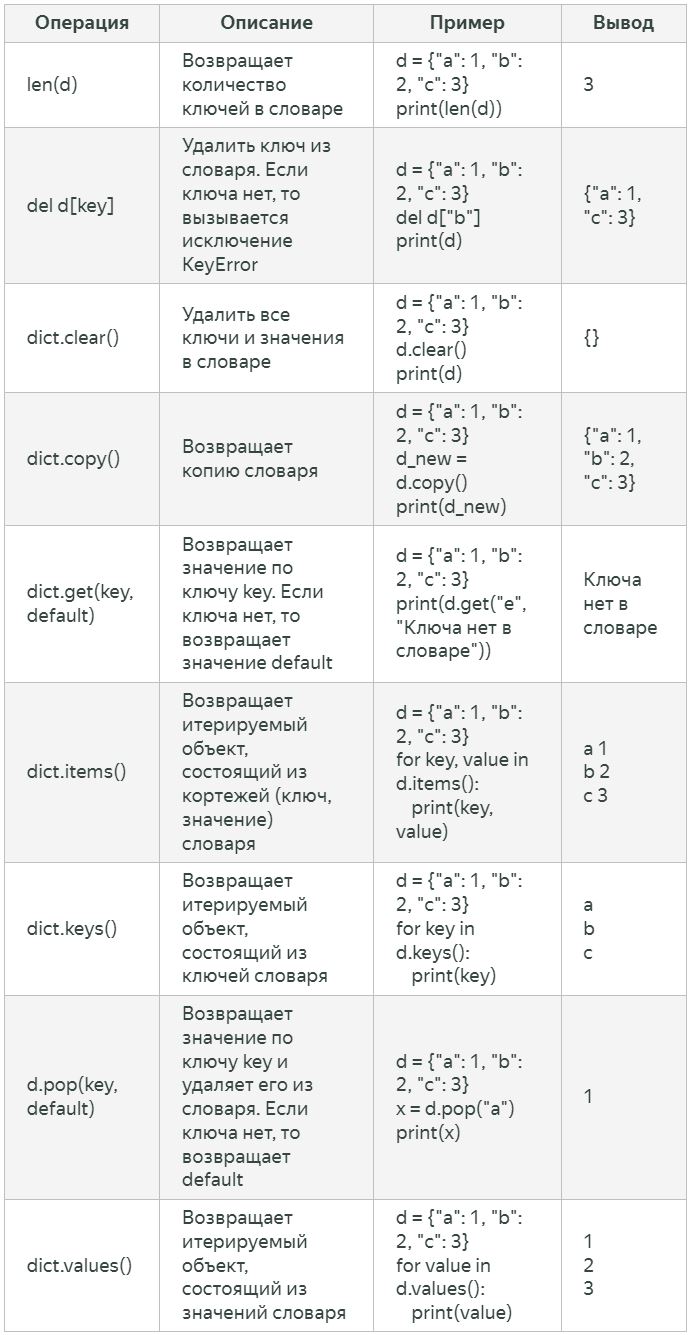 Операция
Описание
Пример
Вывод
len(d)
Возвращает
количество
ключей в словаре
d = {"a": 1, "b":
2, "c": 3}
print(len(d))
3
del d[key]
Удалить ключ из
словаря. Если
ключа нет, то
вызывается
исключение
KeyError
d = {"a": 1, "b":
2, "c": 3}
del d["b"]
print(d)
{"a": 1,
"c": 3}
dict.clear()
Удалить все
ключи и значения
в словаре
d = {"a": 1, "b":
2, "c": 3}
d.clear()
print(d)
{}
dict.copy()
Возвращает
копию словаря
d = {"a": 1, "b":
2, "c": 3}
d_new =
d.copy()
print(d_new)
{"a": 1,
"b": 2,
"c": 3}
dict.get(key,
default)
Возвращает
значение по
ключу key. Если
ключа нет, то
возвращает
значение default
d = {"a": 1, "b":
2, "c": 3}
print(d.get("e",
"Ключа нет в
словаре"))
Ключа
нет в
словаре
dict.items()
Возвращает
итерируемый
объект,
состоящий из
кортежей (ключ,
значение)
словаря
d = {"a": 1, "b":
2, "c": 3}
for key, value in
d.items():
print(key,
value)
a 1
b 2
c 3
dict.keys()
Возвращает
итерируемый
объект,
состоящий из
ключей словаря
d = {"a": 1, "b":
2, "c": 3}
for key in
d.keys():
print(key)
a
b
c
d.pop(key,
default)
Возвращает
значение по
ключу key и
удаляет его из
словаря. Если
ключа нет, то
возвращает
default
d = {"a": 1, "b":
2, "c": 3}
x = d.pop("a")
print(x)
1
dict.values()
Возвращает
итерируемый
объект,
состоящий из
значений словаря
d = {"a": 1, "b":
2, "c": 3}
for value in
d.values():
print(value)
1
2
3